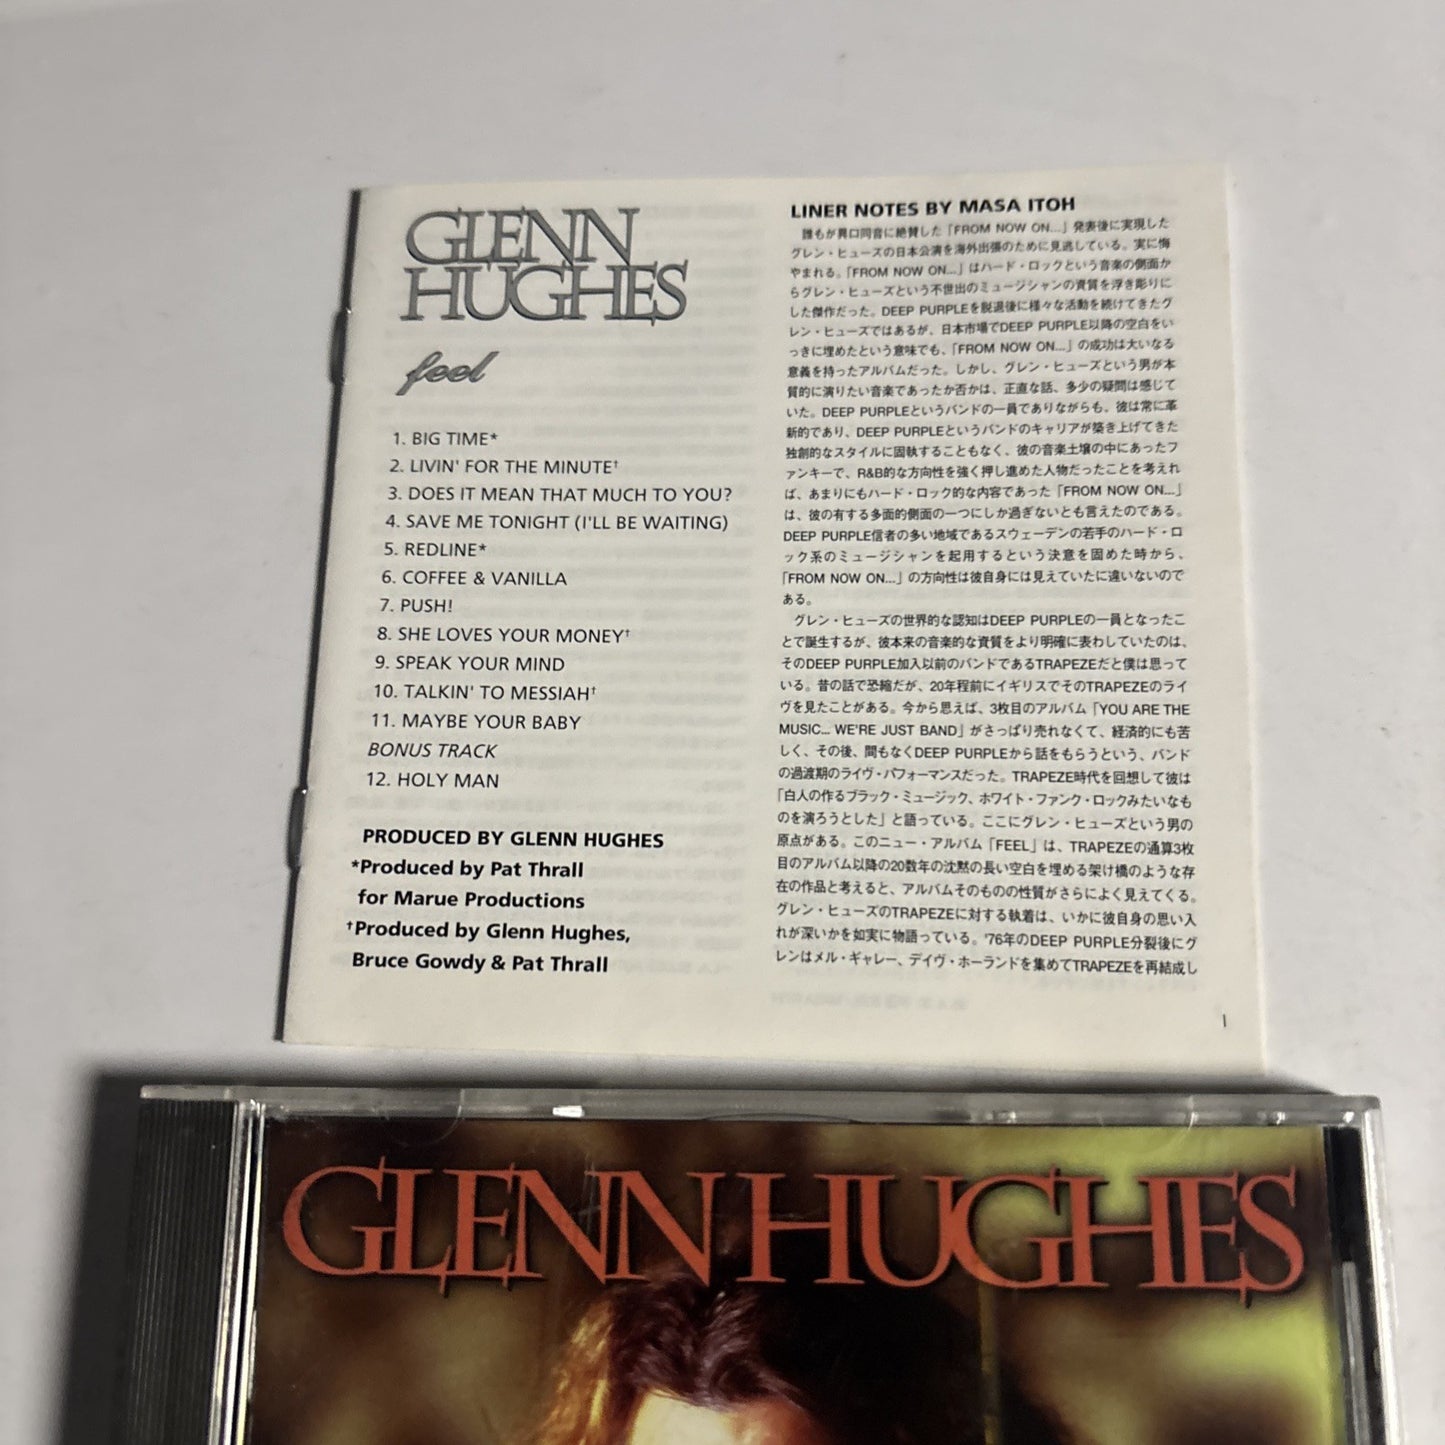 GLENN
HUGHES
feel
1. BIG TIME*
2. LIVIN' FOR THE MINUTE†
3. DOES IT MEAN THAT MUCH TO YOU?
4. SAVE ME TONIGHT (I'LL BE WAITING)
5. REDLINE*
6. COFFEE & VANILLA
7. PUSH!
8. SHE LOVES YOUR MONEY†
9. SPEAK YOUR MIND
10. TALKIN' TO MESSIAH†
11. MAYBE YOUR BABY
BONUS TRACK
12. HOLY MAN
PRODUCED BY GLENN HUGHES
*Produced by Pat Thrall
for Marue Productions
†Produced by Glenn Hughes,
Bruce Gowdy & Pat Thrall
LINER NOTES BY MASA ITOH
誰もが異口同音に絶賛した「FROM NOW ON...」発表後に実現した
グレン・ヒューズの日本公演を海外出張のために見逃している。実に悔
やまれる。「FROM NOW ON...」はハード・ロックという音楽の側面か
らグレン・ヒューズという不世出のミュージシャンの資質を浮き彫りに
した傑作だった。DEEP PURPLEを脱退後に様々な活動を続けてきたグ
レン・ヒューズではあるが、日本市場でDEEP PURPLE以降の空白をい
っきに埋めたという意味でも、「FROM NOW ON...」の成功は大いなる
意義を持ったアルバムだった。しかし、グレン・ヒューズという男が本
質的に演りたい音楽であったか否かは、正直な話、多少の疑問は感じて
いた。DEEP PURPLEというバンドの一員でありながらも、彼は常に革
新的であり、DEEP PURPLEというバンドのキャリアが築き上げてきた
独創的なスタイルに固執することもなく、彼の音楽土壌の中にあったフ
ァンキーで、R&B的な方向性を強く押し進めた人物だったことを考えれ
ば、あまりにもハード・ロック的な内容であった「FROM NOW ON...」
は、彼の有する多面的側面の一つにしか過ぎないとも言えたのである。
DEEP PURPLE信者の多い地域であるスウェーデンの若手のハード・ロ
ック系のミュージシャンを起用するという決意を固めた時から、
「FROM NOW ON...」の方向性は彼自身には見えていたに違いないので
ある。
グレン・ヒューズの世界的な認知はDEEP PURPLEの一員となったこ
とで誕生するが、彼本来の音楽的な資質をより明確に表わしていたのは、
そのDEEP PURPLE加入以前のバンドであるTRAPEZEだと僕は思って
いる。昔の話で恐縮だが、20年程前にイギリスでそのTRAPEZEのライ
ヴを見たことがある。今から思えば、3枚目のアルバム「YOU ARE THE
MUSIC... WE'RE JUST BAND」がさっぱり売れなくて、経済的にも苦
しく、その後、間もなくDEEP PURPLEから話をもらうという、バンド
の過渡期のライヴ・パフォーマンスだった。TRAPEZE時代を回想して彼は
「白人の作るブラック・ミュージック、ホワイト・ファンク・ロックみたいなも
のを演ろうとした」と語っている。ここにグレン・ヒューズという男の
原点がある。このニュー・アルバム「FEEL」は、TRAPEZEの通算3枚
目のアルバム以降の20数年の沈黙の長い空白を埋める架け橋のような存
在の作品と考えると、アルバムそのものの性質がさらによく見えてくる。
グレン・ヒューズのTRAPEZEに対する執着は、いかに彼自身の思い入
れが深いかを如実に物語っている。'76年のDEEP PURPLE分裂後にグ
レンはメル・ギャレー、デイヴ・ホーランドを集めてTRAPEZEを再結成し
1
GLENN HUGHES